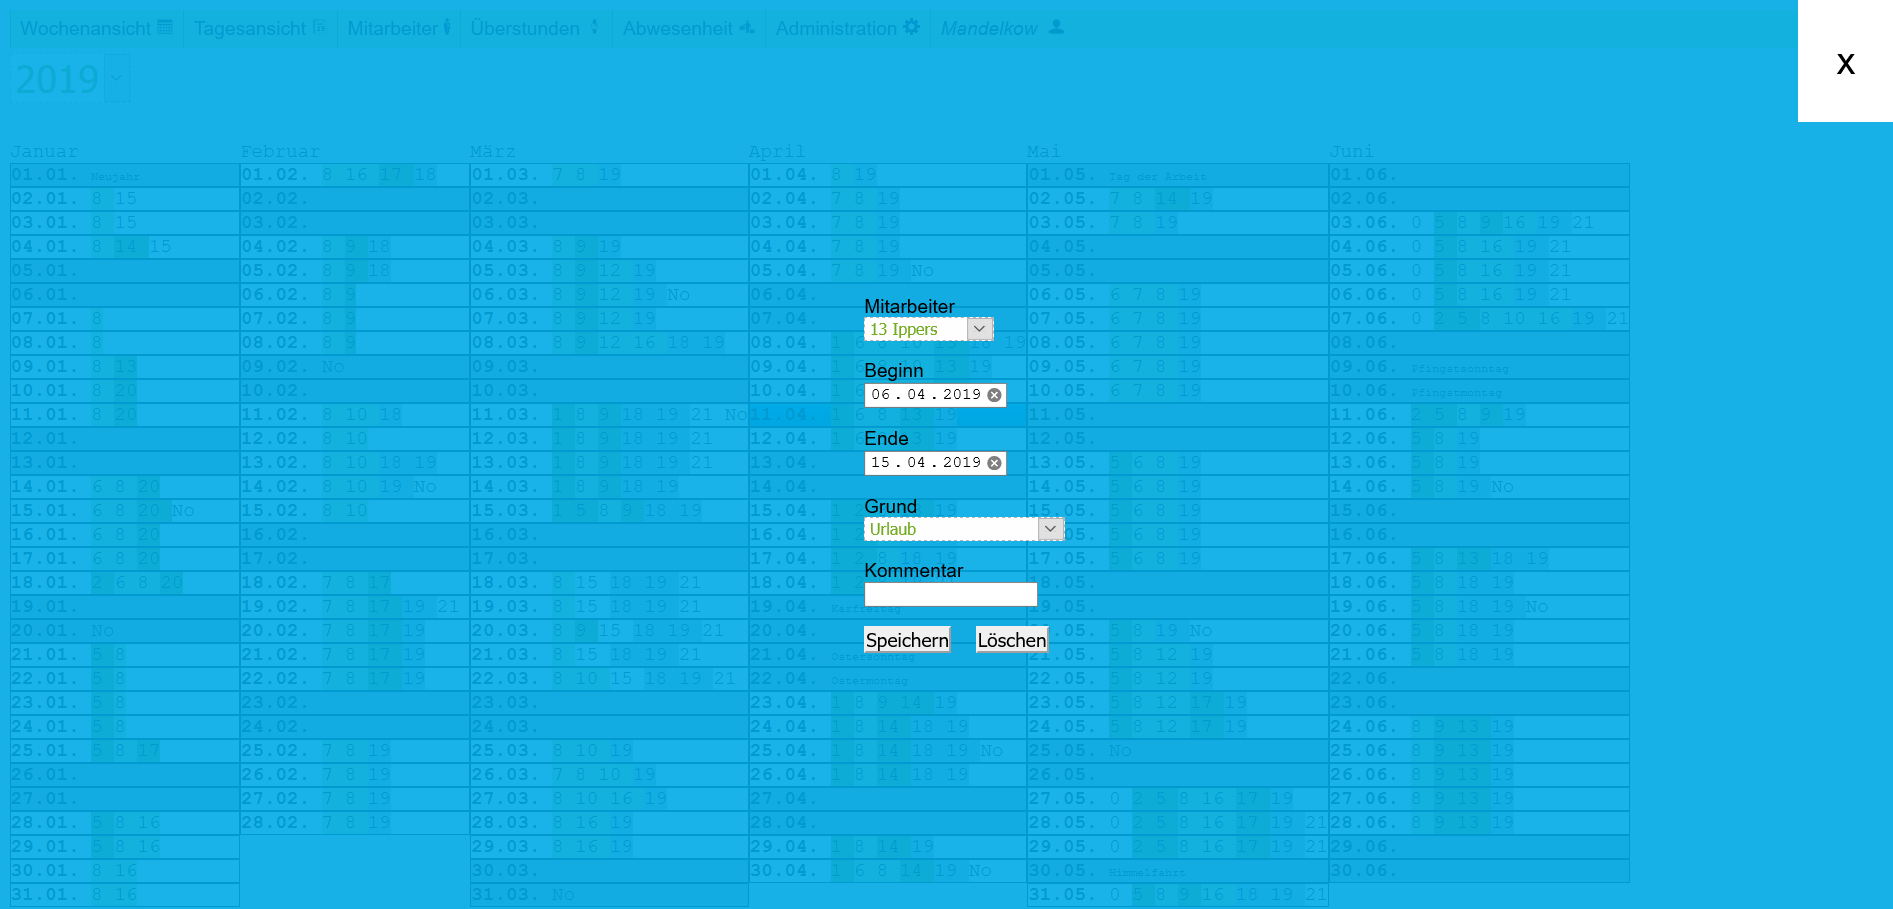 Wochenansicht Tagesansicht Mitarbeiter Überstunden Abwesenheit Administration Mandelkow
X
2019
Januar Februar März April Mai Juni
01.01. Neujahr 01.02. 8 16 17 18 01.03. 7 8 19 01.04. 8 19 01.05. Tag der Arbeit 01.06.
02.01. 8 15 02.02. 02.03. 02.04. 7 8 19 02.05. 7 8 14 19 02.06.
03.01. 8 15 03.02. 03.03. 03.04. 7 8 19 03.05. 7 8 19 03.06. 0 5 8 9 16 19 21
04.01. 8 14 15 04.02. 8 9 18 04.03. 8 9 19 04.04. 7 8 19 04.05. 04.06. 0 5 8 16 19 21
05.01. 05.02. 8 9 18 05.03. 8 9 12 19 05.04. 7 8 19 No 05.05. 05.06. 0 5 8 16 19 21
06.01. 06.02. 8 9 06.03. 8 9 12 19 No 06.04. 06.05. 6 7 8 19 06.06. 0 5 8 16 19 21
Mitarbeiter
07.01. 8 07.02. 8 9 07.03. 8 9 12 19 07.04. 07.05. 6 7 8 19 07.06. 0 2 5 8 10 16 19 21
13 Ippers
08.01. 8 08.02. 8 9 08.03. 8 9 12 16 18 19 08.04. 1 6 8 10 13 18 19 08.05. 6 7 8 19 08.06.
09.01. 8 13 09.02. No 09.03. 09.04. 1 6 8 10 13 19 09.05. 6 7 8 19 09.06. Pfingstsonntag
Beginn
10.01. 8 20 10.02. 10.03. 10.04. 1 6 10.05. 6 7 8 19 10.06. Pfingstmontag
06.04.2019
11.01. 8 20 11.02. 8 10 18 11.03. 1 8 9 18 19 21 No 11.04. 1 6 8 13 19 11.05. 11.06. 2 5 8 9 19
12.01. 12.02. 8 10 12.03. 1 8 9 18 19 21 12.04. 1 6 13 19 12.05. 12.06. 5 8 19
Ende
13.01. 13.02. 8 10 18 19 13.03. 1 8 9 18 19 21 13.04. 13.05. 5 6 8 19 13.06. 5 8 19
15.04.2019
14.01. 6 8 20 14.02. 8 10 19 No 14.03. 1 8 9 18 19 14.04. 14.05. 5 6 8 19 14.06. 5 8 19 No
15.01. 6 8 20 No 15.02. 8 10 15.03. 1 5 8 9 18 19 15.04. 1 19 15.05. 5 6 8 19 15.06.
Grund
16.01. 6 8 20 16.02. 16.03. 16.04. 1 05. 5 6 8 19 16.06.
Urlaub
17.01. 6 8 20 17.02. 17.03. 17.04. 1 2 8 18 19 17.05. 5 6 8 19 17.06. 5 8 13 18 19
Kommentar
18.01. 2 6 8 20 18.02. 7 8 17 18.03. 8 15 18 19 21 18.04. 1 18.05. 18.06. 5 8 18 19
19.01. 19.02. 7 8 17 19 21 19.03. 8 15 18 19 21 19.04. Karfreitag 19.05. 19.06. 5 8 18 19 No
20.01. No 20.02. 7 8 17 19 20.03. 8 9 15 18 19 21 20.04. 05. 5 8 19 No 20.06. 5 8 18 19
Speichern Löschen
21.01. 5 8 21.02. 7 8 17 19 21.03. 8 15 18 19 21 21.04. Ostersonntag 21.05. 5 8 12 19 21.06. 5 8 18 19
22.01. 5 8 22.02. 7 8 17 19 22.03. 8 10 15 18 19 21 22.04. Ostermontag 22.05. 5 8 12 19 22.06.
23.01. 5 8 23.02. 23.03. 23.04. 1 8 9 14 19 23.05. 5 8 12 17 19 23.06.
24.01. 5 8 24.02. 24.03. 24.04. 1 8 14 18 19 24.05. 5 8 12 17 19 24.06. 8 9 13 19
25.01. 5 8 17 25.02. 7 8 19 25.03. 8 10 19 25.04. 1 8 14 18 19 No 25.05. No 25.06. 8 9 13 19
26.01. 26.02. 7 8 19 26.03. 7 8 10 19 26.04. 1 8 14 18 19 26.05. 26.06. 8 9 13 19
27.01. 27.02. 7 8 19 27.03. 8 10 16 19 27.04. 27.05. 0 2 5 8 16 17 19 27.06. 8 9 13 19
28.01. 5 8 16 28.02. 7 8 19 28.03. 8 16 19 28.04. 28.05. 0 2 5 8 16 17 19 21 28.06. 8 9 13 19
29.01. 5 8 16 29.03. 8 16 19 29.04. 1 8 14 19 29.05. 0 2 5 8 16 17 19 21 29.06.
30.01. 8 16 30.03. 30.04. 1 6 8 14 19 No 30.05. Himmelfahrt 30.06.
31.01. 8 16 31.03. No 31.05. 0 5 8 9 16 18 19 21